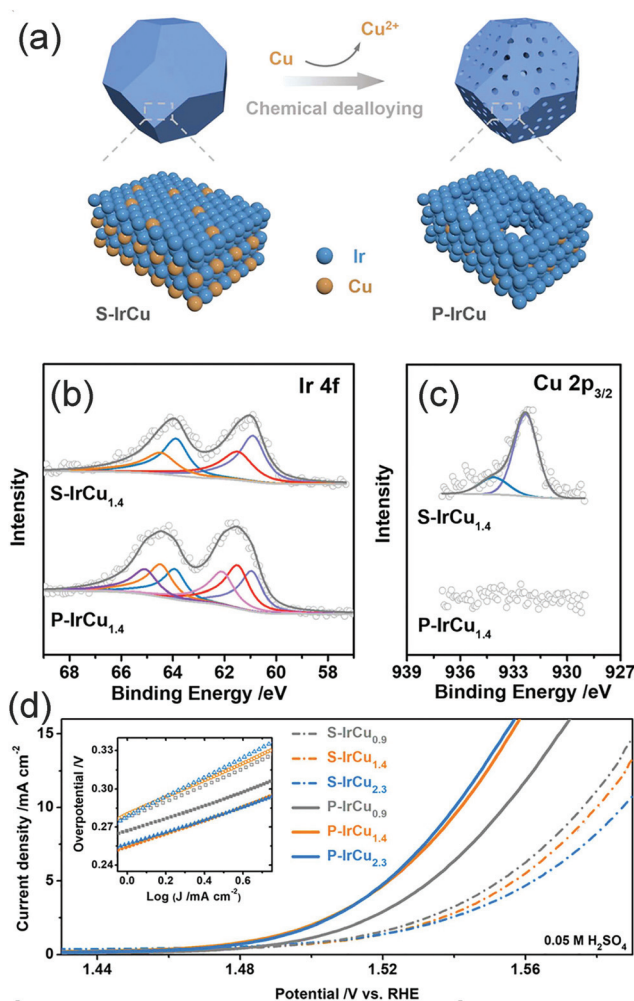 (a)
Cu
Cu²⁺
Chemical dealloying
Ir
Cu
S-IrCu
P-IrCu
(b)
Ir 4f
S-IrCu₁.₄
P-IrCu₁.₄
Intensity
68 66 64 62 60 58
Binding Energy /eV
(c)
Cu 2p₃/₂
S-IrCu₁.₄
P-IrCu₁.₄
Intensity
939 936 933 930 927
Binding Energy /eV
(d)
15
10
5
0
Current density /mA cm⁻²
0.33
0.30
0.27
0.24
Overpotential /V
0.0 0.2 0.4 0.6
Log (J /mA cm⁻²)
S-IrCu₀.₉
S-IrCu₁.₄
S-IrCu₂.₃
P-IrCu₀.₉
P-IrCu₁.₄
P-IrCu₂.₃
0.05 M H₂SO₄
1.44 1.48 1.52 1.56
Potential /V vs. RHE